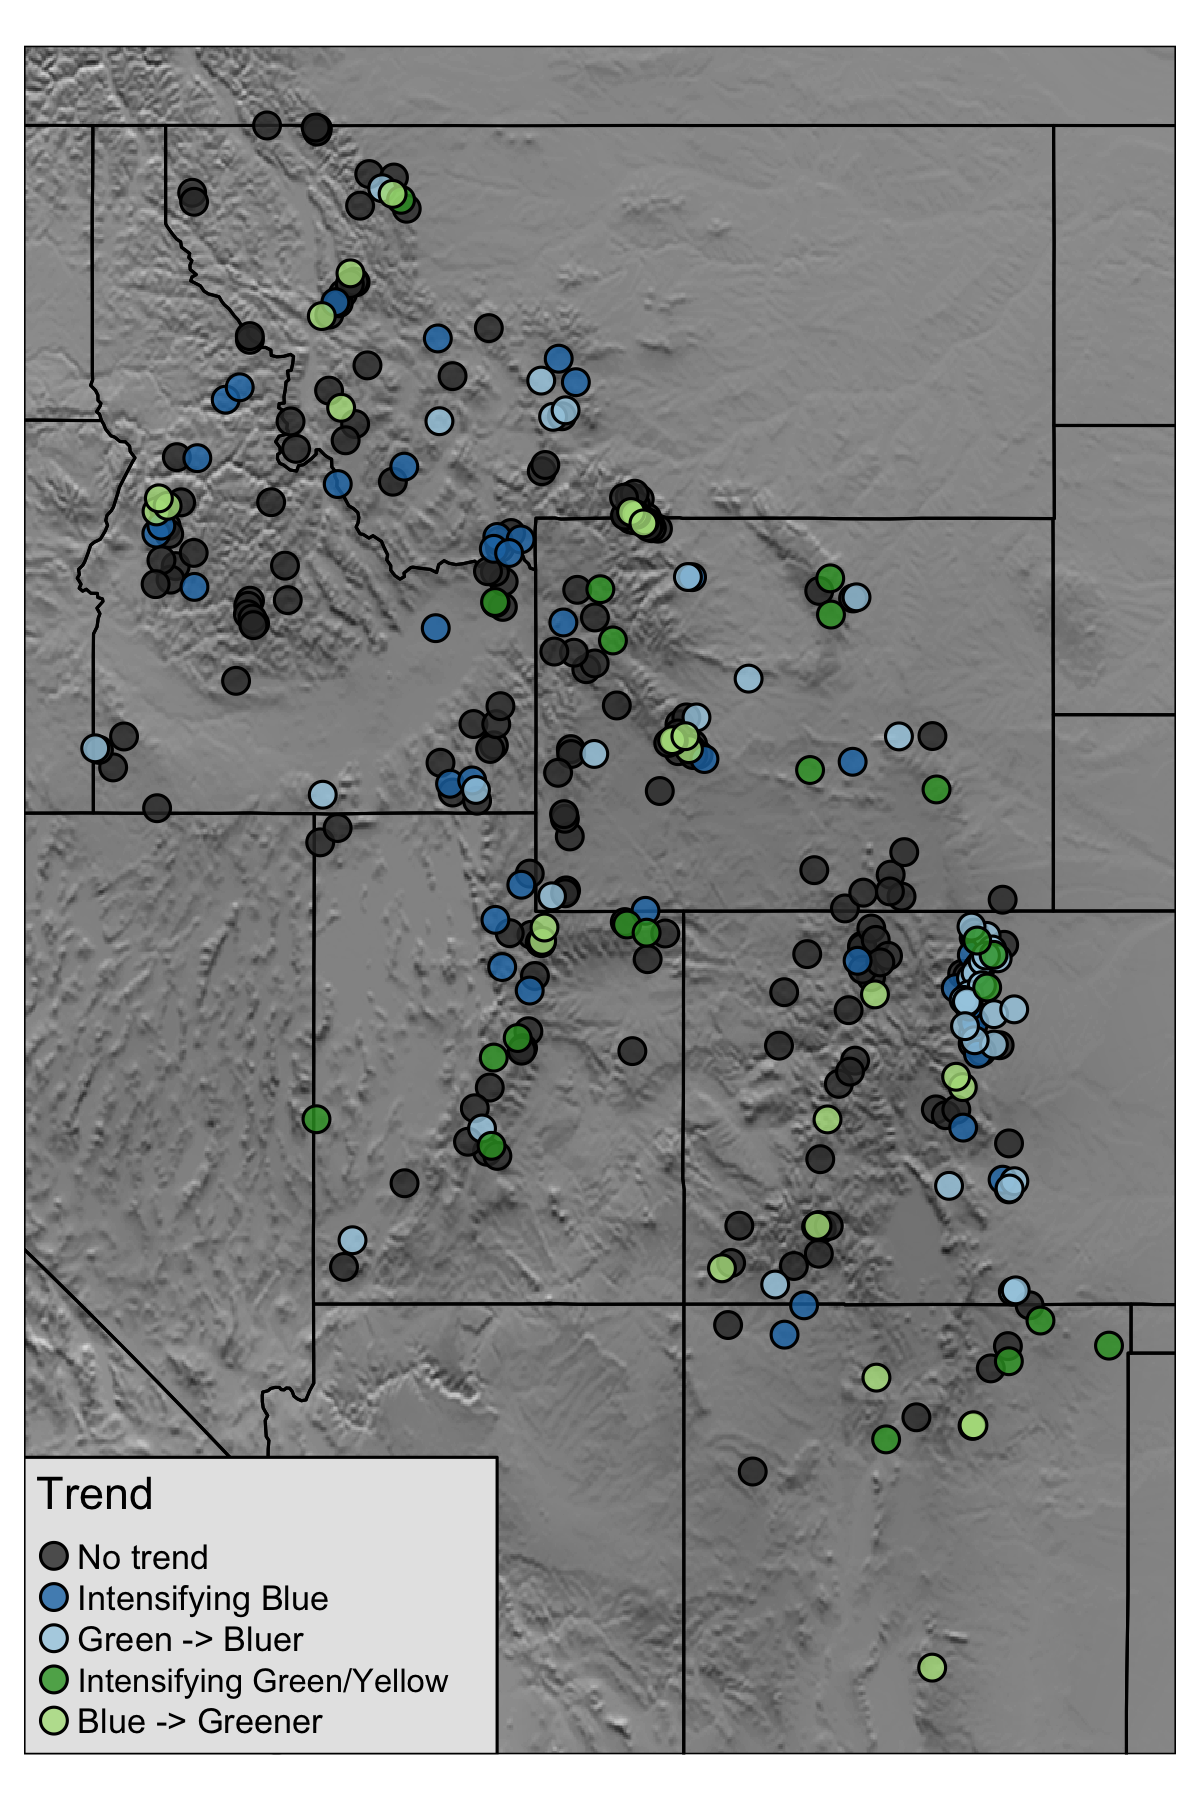 Trend
No trend
Intensifying Blue
Green -> Bluer
Intensifying Green/Yellow
Blue -> Greener